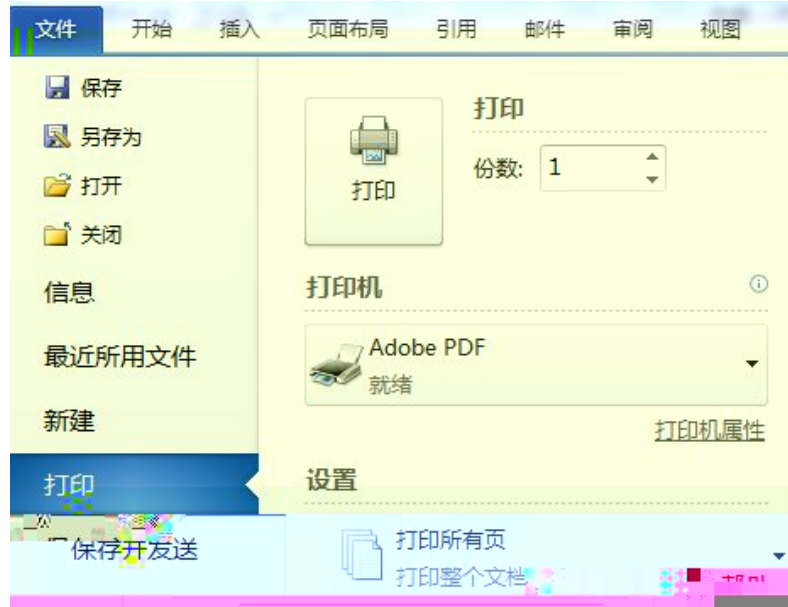 文件 开始 插入 页面布局 引用 邮件 审阅 视图
保存
另存为
打开
关闭
信息
最近所用文件
新建
打印
保存并发送
打印
打印
份数: 1
打印机
Adobe PDF
就绪
打印机属性
设置
打印所有页
打印整个文档